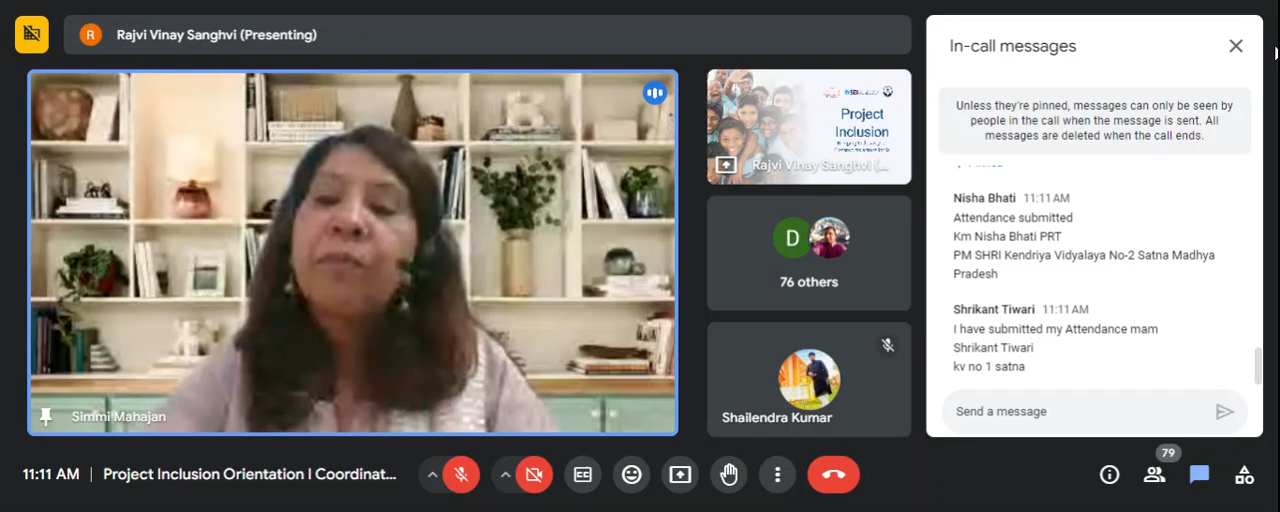 R Rajvi Vinay Sanghvi (Presenting)
Simmi Mahajan
SBI
Project
Inclusion
Rajvi Vinay Sanghvi (...
D
76 others
Shailendra Kumar
In-call messages
Unless they're pinned, messages can only be seen by
people in the call when the message is sent. All
messages are deleted when the call ends.
Nisha Bhati 11:11 AM
Attendance submitted
Km Nisha Bhati PRT
PM SHRI Kendriya Vidyalaya No-2 Satna Madhya
Pradesh
Shrikant Tiwari 11:11 AM
I have submitted my Attendance mam
Shrikant Tiwari
kv no 1 satna
Send a message
11:11 AM | Project Inclusion Orientation I Coordinat...
79